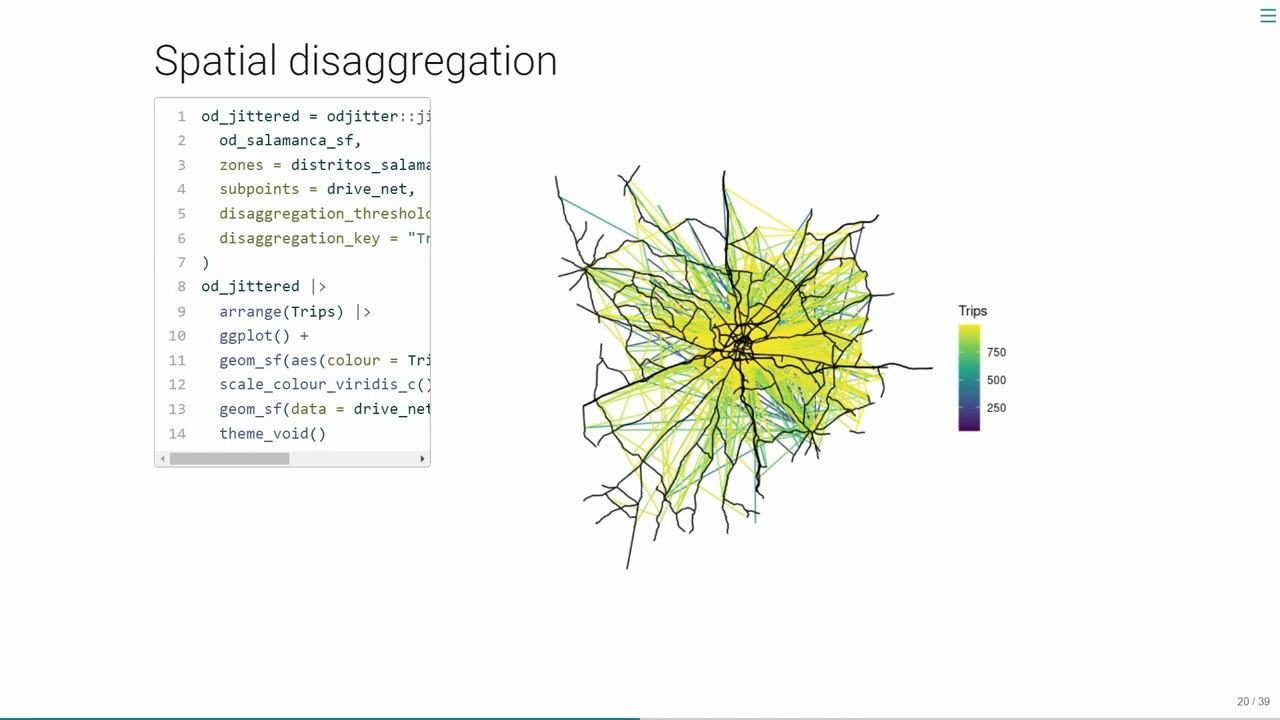 Spatial disaggregation
1 od_jittered = odjitter::ji
2 od_salamanca_sf,
3 zones = distritos_salama
4 subpoints = drive_net,
5 disaggregation_threshold
6 disaggregation_key = "Tr
7 )
8 od_jittered |>
9 arrange(Trips) |>
10 ggplot() +
11 geom_sf(aes(colour = Tri
12 scale_colour_viridis_c()
13 geom_sf(data = drive_net
14 theme_void()
Trips
750
500
250
20 / 39